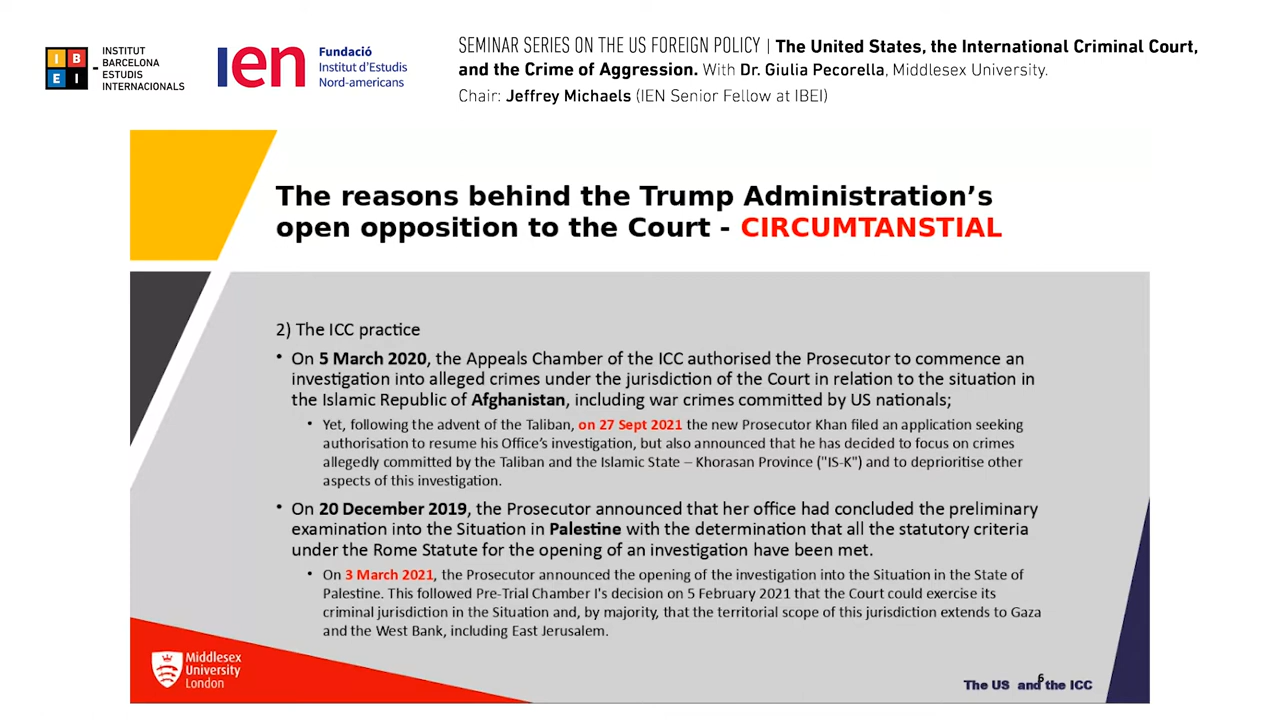 I B
E I
INSTITUT
BARCELONA
ESTUDIS
INTERNACIONALS
ien
Fundació
Institut d'Estudis
Nord-americans
SEMINAR SERIES ON THE US FOREIGN POLICY | The United States, the International Criminal Court,
and the Crime of Aggression. With Dr. Giulia Pecorella, Middlesex University.
Chair: Jeffrey Michaels (IEN Senior Fellow at IBEI)
The reasons behind the Trump Administration's
open opposition to the Court - CIRCUMTANSTIAL
2) The ICC practice
• On 5 March 2020, the Appeals Chamber of the ICC authorised the Prosecutor to commence an
investigation into alleged crimes under the jurisdiction of the Court in relation to the situation in
the Islamic Republic of Afghanistan, including war crimes committed by US nationals;
• Yet, following the advent of the Taliban, on 27 Sept 2021 the new Prosecutor Khan filed an application seeking
authorisation to resume his Office's investigation, but also announced that he has decided to focus on crimes
allegedly committed by the Taliban and the Islamic State – Khorasan Province ("IS-K") and to deprioritise other
aspects of this investigation.
• On 20 December 2019, the Prosecutor announced that her office had concluded the preliminary
examination into the Situation in Palestine with the determination that all the statutory criteria
under the Rome Statute for the opening of an investigation have been met.
• On 3 March 2021, the Prosecutor announced the opening of the investigation into the Situation in the State of
Palestine. This followed Pre-Trial Chamber I's decision on 5 February 2021 that the Court could exercise its
criminal jurisdiction in the Situation and, by majority, that the territorial scope of this jurisdiction extends to Gaza
and the West Bank, including East Jerusalem.
Middlesex
University
London
The US and the ICC
6